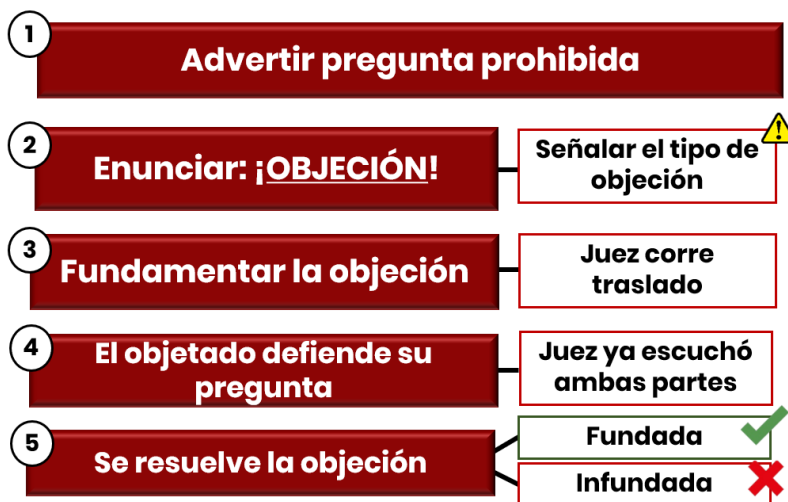 1
Advertir pregunta prohibida
2
Enunciar: ¡OBJECIÓN!
Señalar el tipo de
objeción
3
Fundamentar la objeción
Juez corre
traslado
4
El objetado defiende su
pregunta
Juez ya escuchó
ambas partes
5
Se resuelve la objeción
Fundada
Infundada